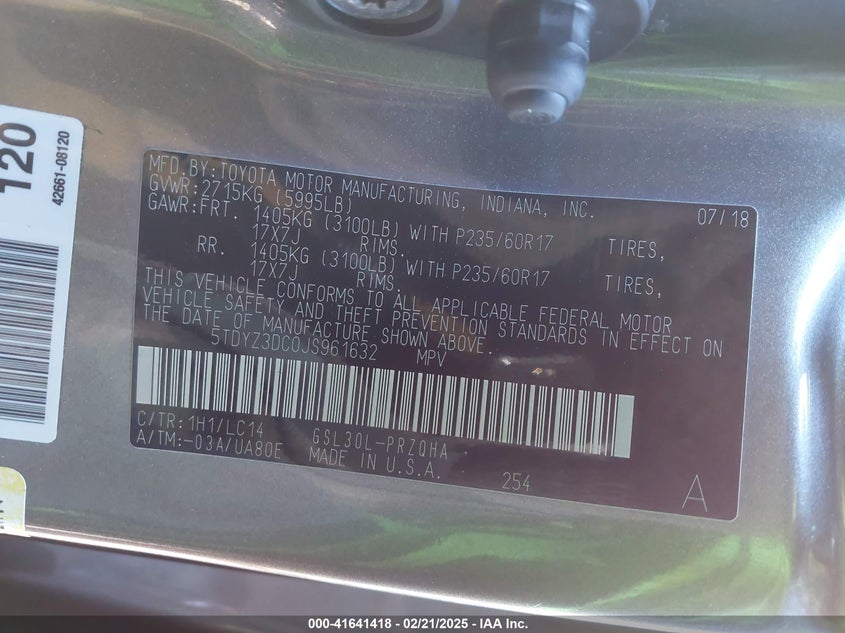 120
42661-08120
MFD.BY:TOYOTA MOTOR MANUFACTURING, INDIANA, INC. 07/18
GVWR:2715KG (5995LB)
GAWR:FRT. 1405KG (3100LB) WITH P235/60R17 TIRES,
17X7J RIMS.
RR. 1405KG (3100LB) WITH P235/60R17 TIRES,
17X7J RIMS.
THIS VEHICLE CONFORMS TO ALL APPLICABLE FEDERAL MOTOR
VEHICLE SAFETY AND THEFT PREVENTION STANDARDS IN EFFECT ON
THE DATE OF MANUFACTURE SHOWN ABOVE.
5TDYZ3DC0JS961632 MPV
C/TR:1H1/LC14 GSL30L-PRZQHA
A/TM:-03A/UA80E MADE IN U.S.A. 254
A
000-41641418 - 02/21/2025 - IAA Inc.